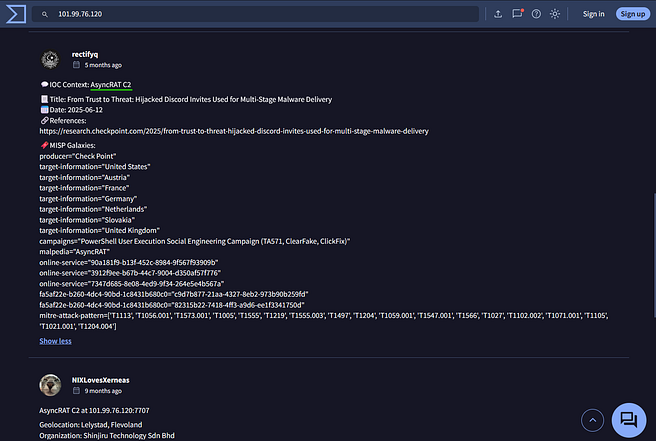 101.99.76.120
Sign in
Sign up
rectifyq
5 months ago
IOC Context: AsyncRAT C2
Title: From Trust to Threat: Hijacked Discord Invites Used for Multi-Stage Malware Delivery
Date: 2025-06-12
References:
https://research.checkpoint.com/2025/from-trust-to-threat-hijacked-discord-invites-used-for-multi-stage-malware-delivery
MISP Galaxies:
producer="Check Point"
target-information="United States"
target-information="Austria"
target-information="France"
target-information="Germany"
target-information="Netherlands"
target-information="Slovakia"
target-information="United Kingdom"
campaigns="PowerShell User Execution Social Engineering Campaign (TA571, ClearFake, ClickFix)"
malpedia="AsyncRAT"
online-service="90a181f9-b13f-452c-8984-9f567f93909b"
online-service="3912f9ee-b67b-44c7-9004-d350af57f776"
online-service="7347d685-8e08-4ed9-9f34-264e5e4b567a"
fa5af22e-b260-4dc4-90bd-1c8431b680c0="c9d7b877-21aa-4327-8eb2-973b90b259fd"
fa5af22e-b260-4dc4-90bd-1c8431b680c0="82315b22-7418-4ff3-a9d6-ee1f3341750d"
mitre-attack-pattern=['T1113', 'T1056.001', 'T1573.001', 'T1005', 'T1555', 'T1219', 'T1555.003', 'T1497', 'T1204', 'T1059.001', 'T1547.001', 'T1566', 'T1027', 'T1102.002', 'T1071.001', 'T1105',
'T1021.001', 'T1204.004']
Show less
NIXLovesXerneas
9 months ago
AsyncRAT C2 at 101.99.76.120:7707
Geolocation: Lelystad, Flevoland
Organization: Shinjiru Technology Sdn Bhd